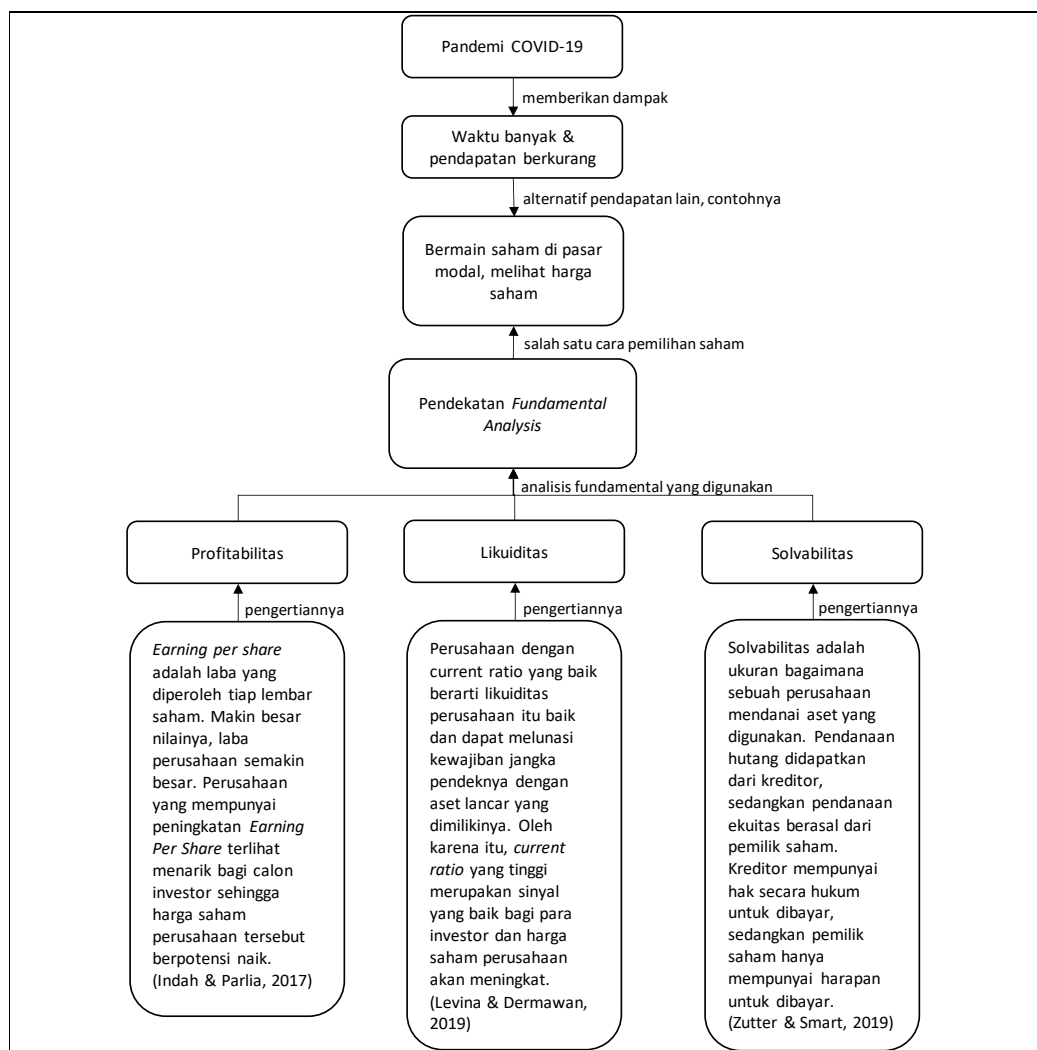 Pandemi COVID-19
memberikan dampak
Waktu banyak &
pendapatan berkurang
alternatif pendapatan lain, contohnya
Bermain saham di pasar
modal, melihat harga
saham
salah satu cara pemilihan saham
Pendekatan Fundamental
Analysis
analisis fundamental yang digunakan
Profitabilitas
pengertiannya
Earning per share
adalah laba yang
diperoleh tiap lembar
saham. Makin besar
nilainya, laba
perusahaan semakin
besar. Perusahaan
yang mempunyai
peningkatan Earning
Per Share terlihat
menarik bagi calon
investor sehingga
harga saham
perusahaan tersebut
berpotensi naik.
(Indah & Parlia, 2017)
Likuiditas
pengertiannya
Perusahaan dengan
current ratio yang baik
berarti likuiditas
perusahaan itu baik
dan dapat melunasi
kewajiban jangka
pendeknya dengan
aset lancar yang
dimilikinya. Oleh
karena itu, current
ratio yang tinggi
merupakan sinyal
yang baik bagi para
investor dan harga
saham perusahaan
akan meningkat.
(Levina & Dermawan,
2019)
Solvabilitas
pengertiannya
Solvabilitas adalah
ukuran bagaimana
sebuah perusahaan
mendanai aset yang
digunakan. Pendanaan
hutang didapatkan
dari kreditor,
sedangkan pendanaan
ekuitas berasal dari
pemilik saham.
Kreditor mempunyai
hak secara hukum
untuk dibayar,
sedangkan pemilik
saham hanya
mempunyai harapan
untuk dibayar.
(Zutter & Smart, 2019)